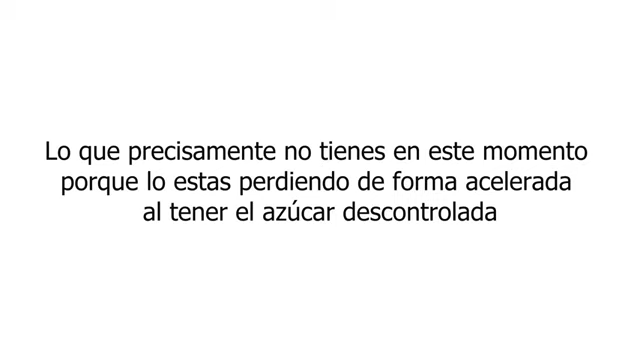 Lo que precisamente no tienes en este momento
porque lo estas perdiendo de forma acelerada
al tener el azúcar descontrolada